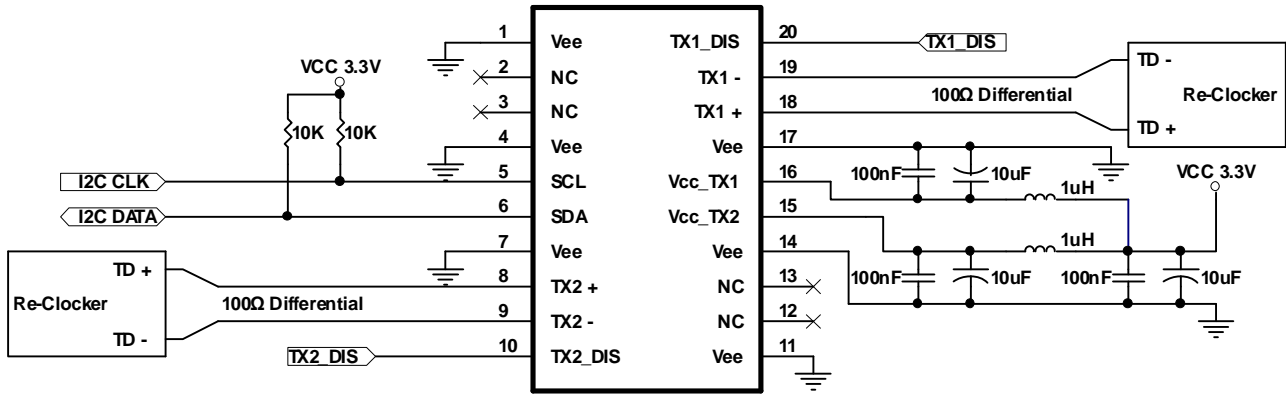 1 Vee TX1_DIS 20 TX1_DIS
VCC 3.3V 2 NC TX1 - 19 TD -
10K 10K 3 NC TX1 + 18 100Ω Differential Re-Clocker
TD +
4 Vee Vee 17
I2C CLK 5 SCL Vcc_TX1 16 100nF 10uF VCC 3.3V
1uH
I2C DATA 6 SDA Vcc_TX2 15
1uH
7 Vee Vee 14 100nF 10uF 100nF 10uF
TD + 8 TX2 + NC 13
Re-Clocker 100Ω Differential
TD - 9 TX2 - NC 12
TX2_DIS 10 TX2_DIS Vee 11